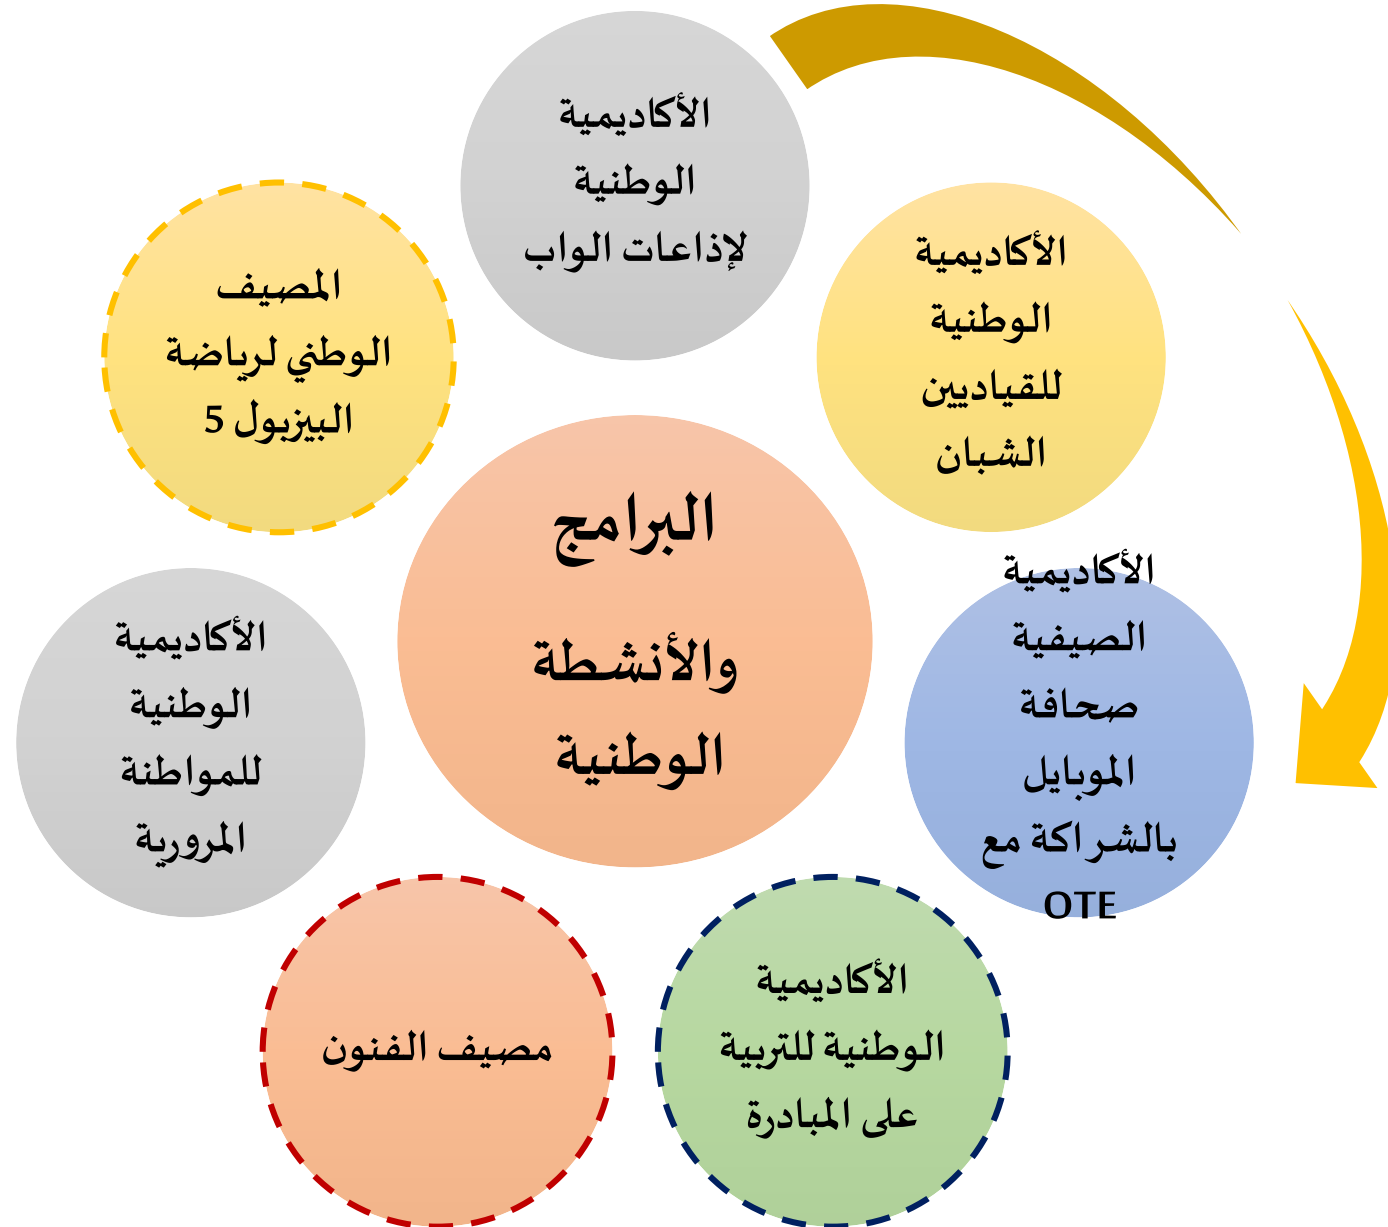 الأكاديمية
الوطنية
لإذاعات الواب
الأكاديمية
الوطنية
للقياديين
الشبان
الأكاديمية
الصيفية
صحافة
الموبايل
بالشراكة مع
OTE
الأكاديمية
الوطنية للتربية
على المبادرة
مصيف الفنون
الأكاديمية
الوطنية
للمواطنة
المرورية
المصيف
الوطني لرياضة
البيزبول 5
البرامج
والأنشطة
الوطنية